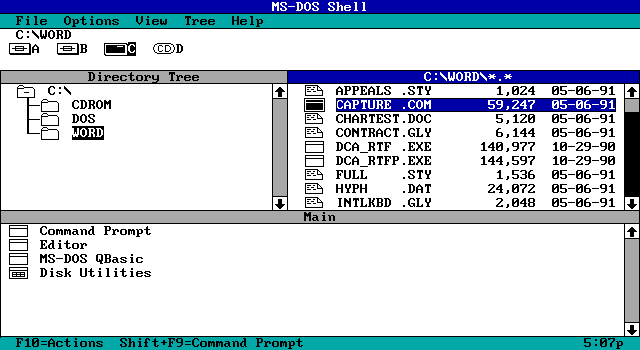 MS-DOS Shell
File Options View Tree Help
C:\WORD
A B C D
Directory Tree
C:\
CDROM
DOS
WORD
C:\WORD\*.*
APPEALS .STY 1,024 05-06-91
CAPTURE .COM 59,247 05-06-91
CHARTEST.DOC 5,120 05-06-91
CONTRACT.GLY 6,144 05-06-91
DCA_RTF .EXE 140,977 10-29-90
DCA_RTFP.EXE 144,597 10-29-90
FULL .STY 1,536 05-06-91
HYPH .DAT 24,072 05-06-91
INTLKBD .GLY 2,048 05-06-91
Main
Command Prompt
Editor
MS-DOS QBasic
Disk Utilities
F10=Actions Shift+F9=Command Prompt 5:07p